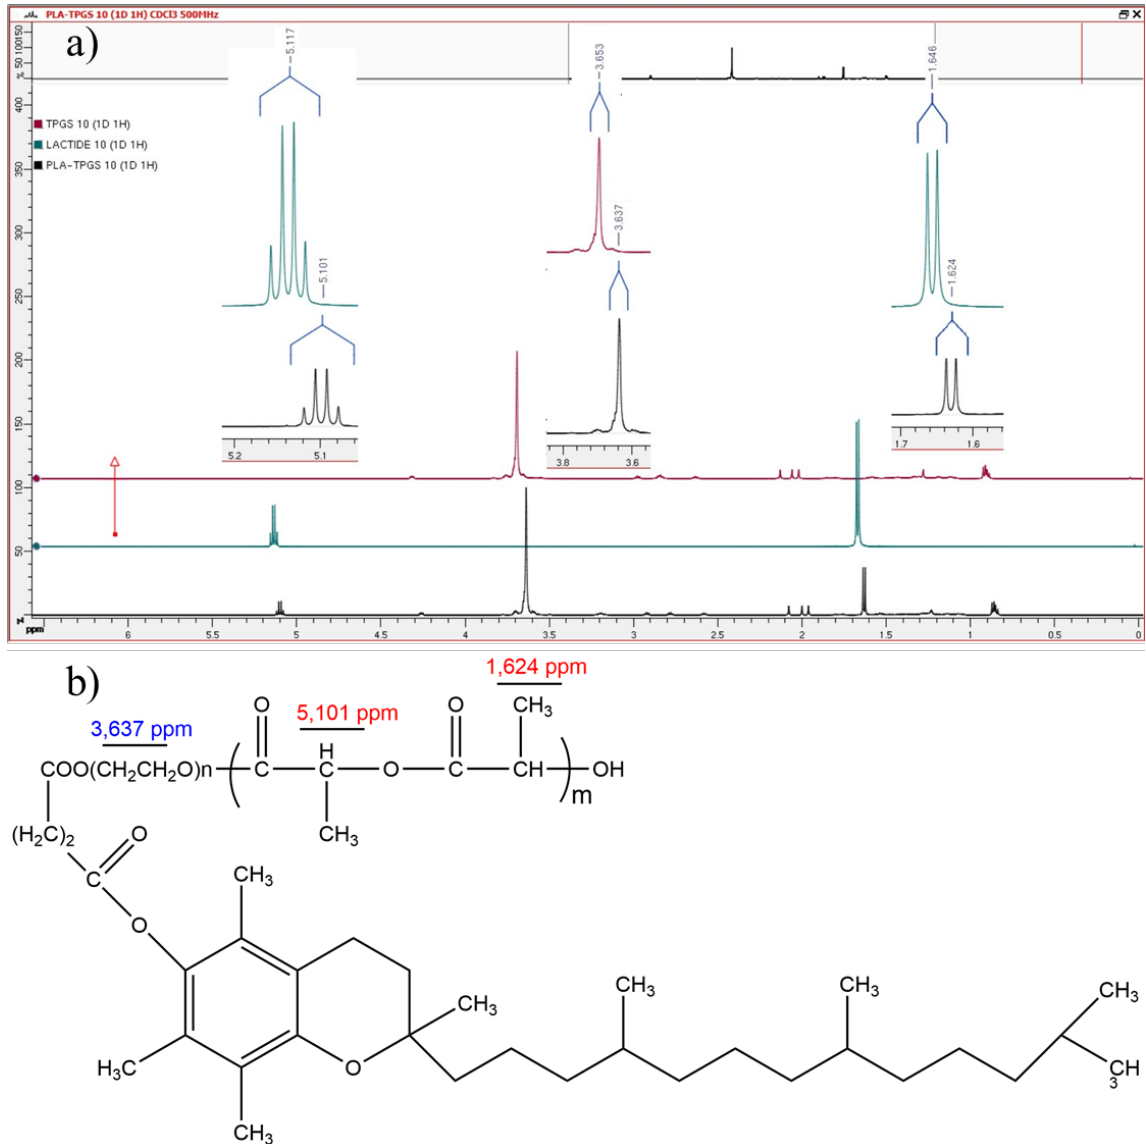 PLA-TPGS 10 (1D 1H) CDCl3 500MHz
a)
5.117
3.653
1.646
50 100 150
400
TPGS 10 (1D 1H)
LACTIDE 10 (1D 1H)
PLA-TPGS 10 (1D 1H)
350
300
3.637
5.101
1.624
250
200
5.2 5.1
3.8 3.6
1.7 1.6
150
100
50
ppm
6 5.5 5 4.5 4 3.5 3 2.5 2 1.5 1 0.5 0
b)
1,624 ppm
3,637 ppm
5,101 ppm
O
O
CH₃
H
COO(CH₂CH₂O)n
C
C
O
C
CH
OH
m
CH₃
(H₂C)₂
O
C
CH₃
O
CH₃
CH₃
CH₃
CH₃
H₃C
O
CH
3
CH₃